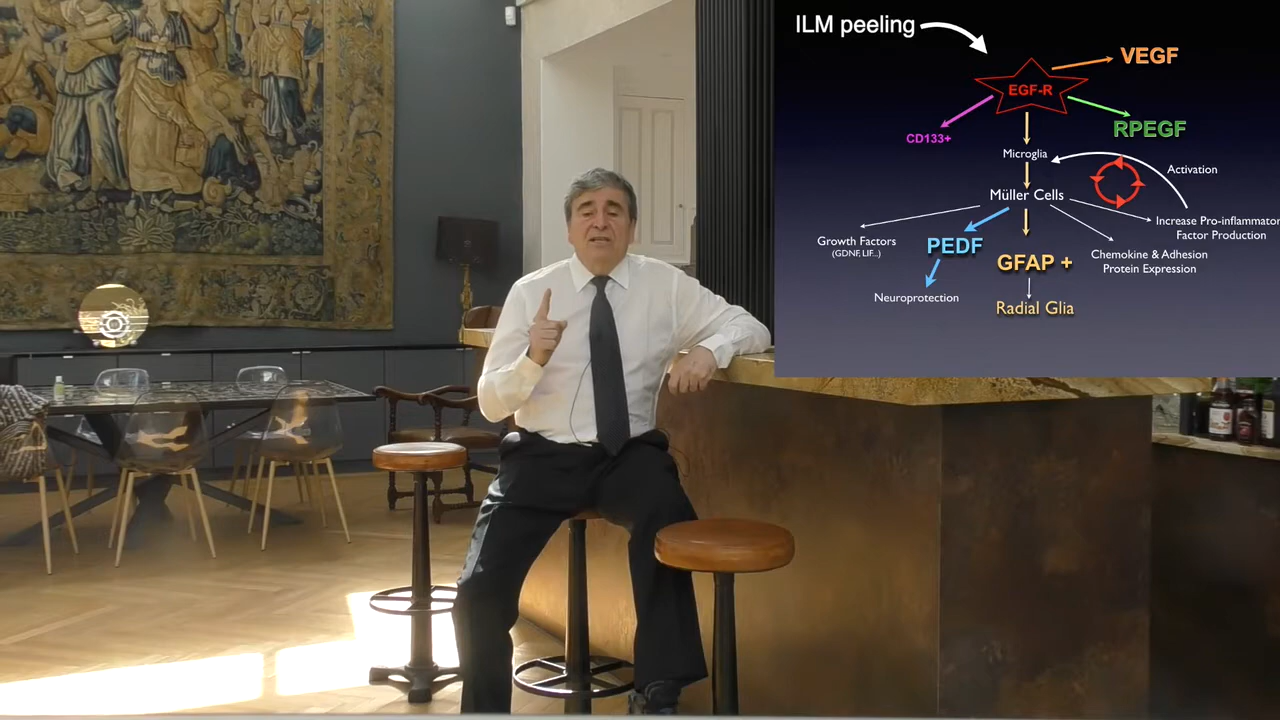 ILM peeling
VEGF
EGF-R
RPEGF
CD133+
Microglia
Activation
Müller Cells
Increase Pro-inflammator
Factor Production
Growth Factors
(GDNF, LIF...)
PEDF
GFAP +
Chemokine & Adhesion
Protein Expression
Neuroprotection
Radial Glia